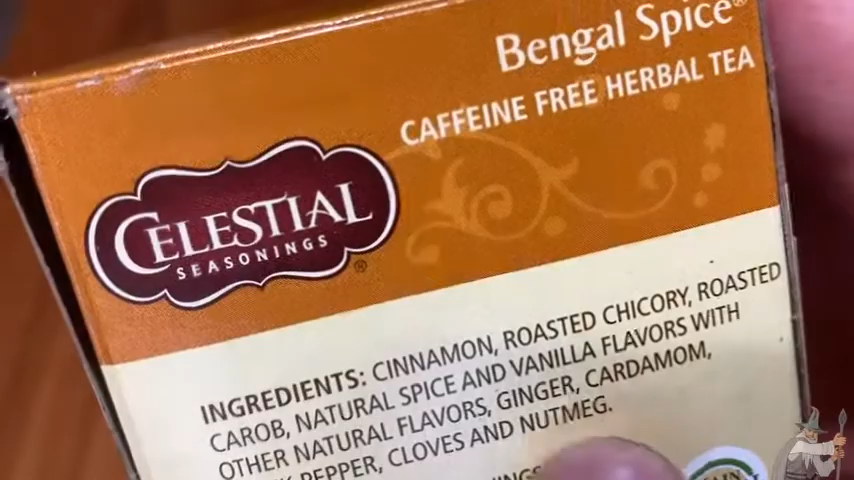 Bengal Spice®
CAFFEINE FREE HERBAL TEA
CELESTIAL
SEASONINGS®
INGREDIENTS: CINNAMON, ROASTED CHICORY, ROASTED
CAROB, NATURAL SPICE AND VANILLA FLAVORS WITH
OTHER NATURAL FLAVORS, GINGER, CARDAMOM,
PEPPER, CLOVES AND NUTMEG.